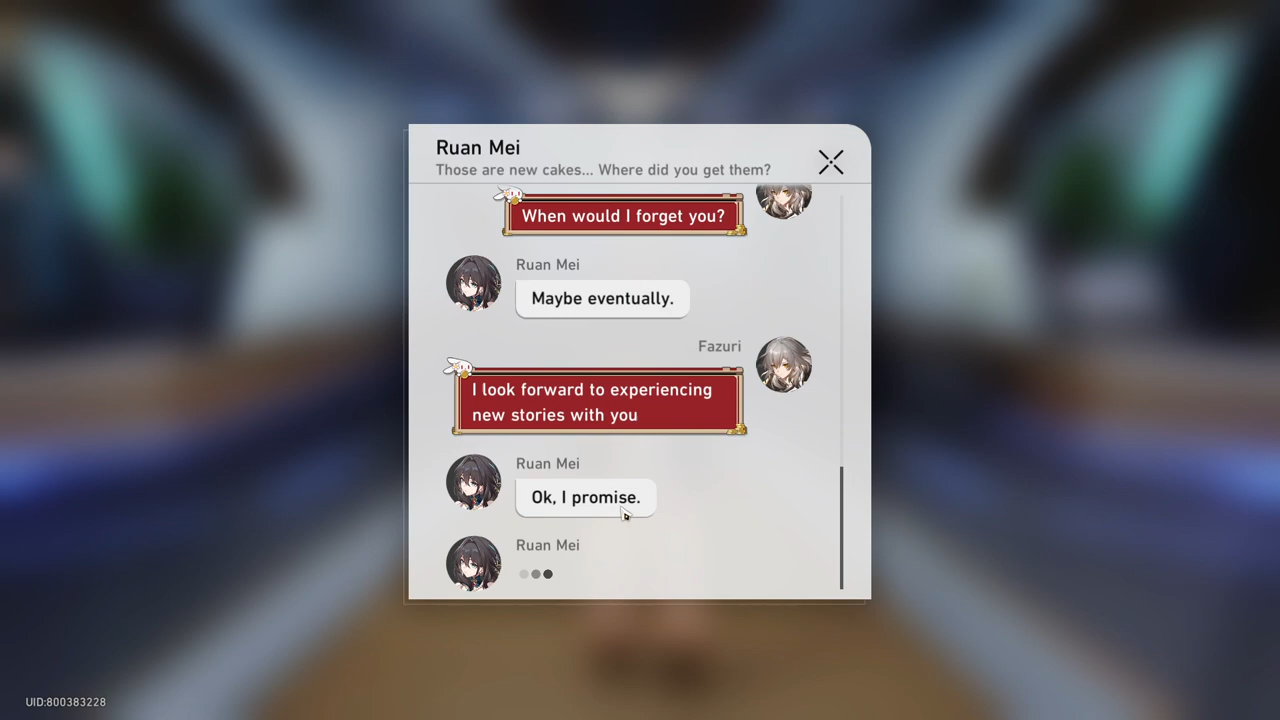 Ruan Mei
Those are new cakes... Where did you get them?
When would I forget you?
Ruan Mei
Maybe eventually.
Fazuri
I look forward to experiencing
new stories with you
Ruan Mei
Ok, I promise.
Ruan Mei
UID:800383228